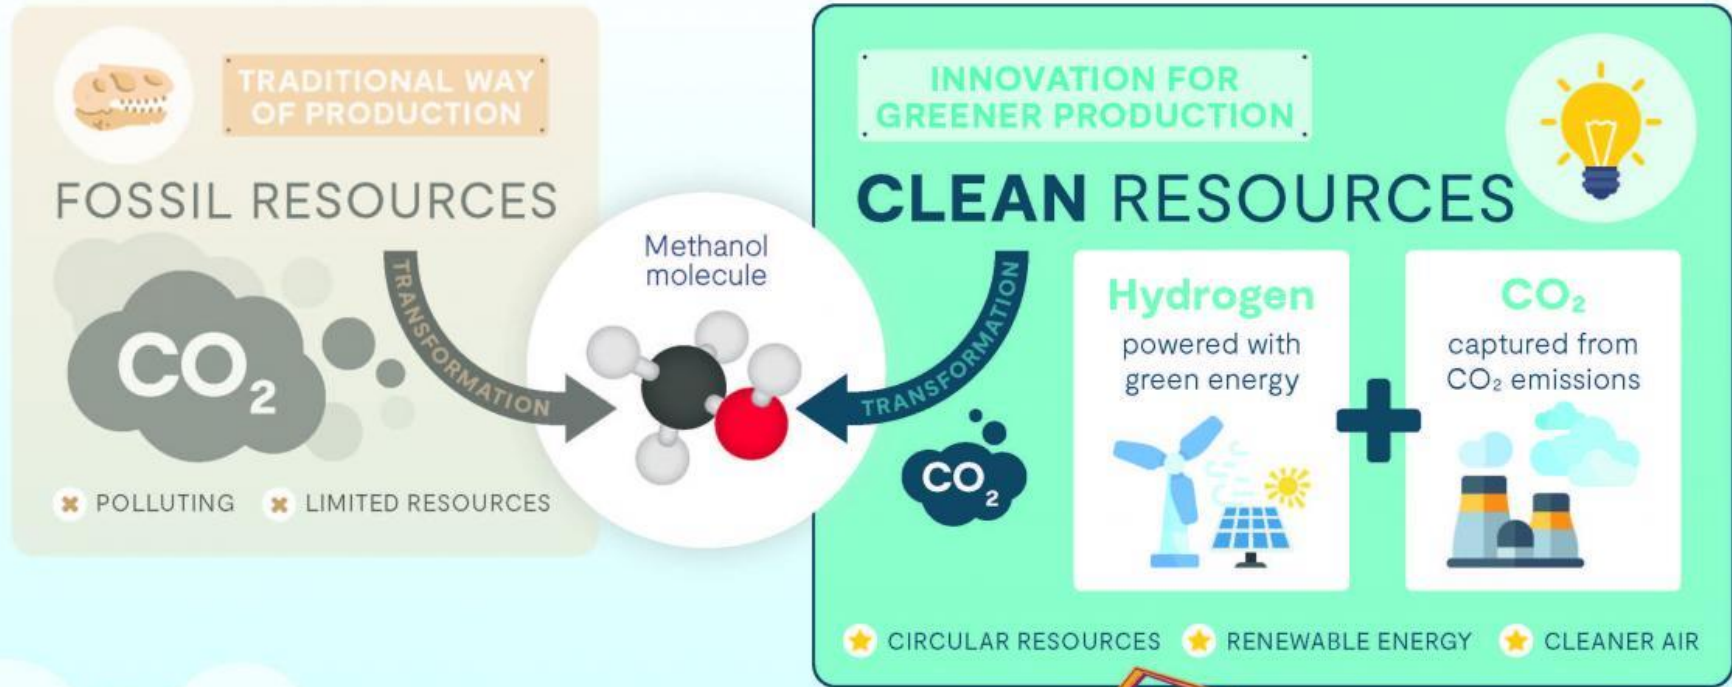 TRADITIONAL WAY
OF PRODUCTION
FOSSIL RESOURCES
CO₂
TRANSFORMATION
POLLUTING
LIMITED RESOURCES
Methanol
molecule
INNOVATION FOR
GREENER PRODUCTION
CLEAN RESOURCES
TRANSFORMATION
CO₂
Hydrogen
powered with
green energy
CO₂
captured from
CO₂ emissions
CIRCULAR RESOURCES
RENEWABLE ENERGY
CLEANER AIR